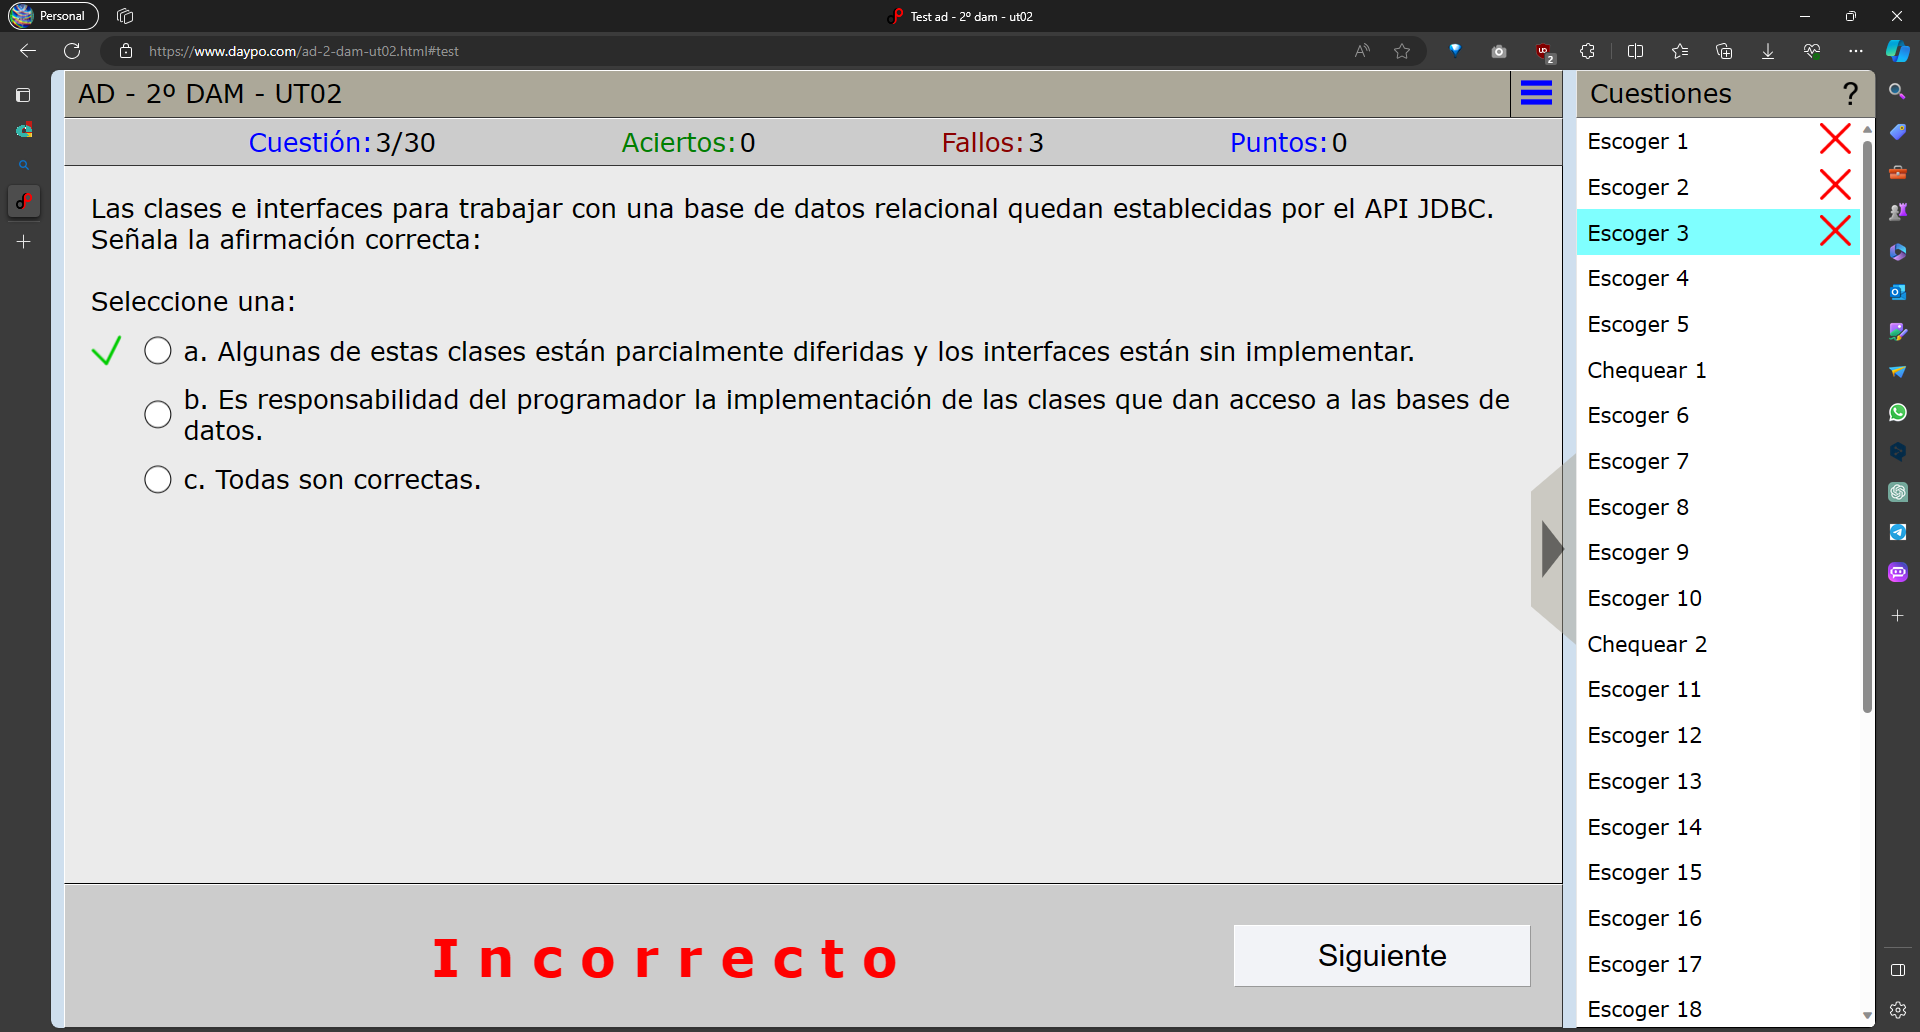 Personal
Test ad - 2º dam - ut02
https://www.daypo.com/ad-2-dam-ut02.html#test
2
AD - 2º DAM - UT02
Cuestión: 3/30
Aciertos: 0
Fallos: 3
Puntos: 0
Las clases e interfaces para trabajar con una base de datos relacional quedan establecidas por el API JDBC.
Señala la afirmación correcta:
Seleccione una:
a. Algunas de estas clases están parcialmente diferidas y los interfaces están sin implementar.
b. Es responsabilidad del programador la implementación de las clases que dan acceso a las bases de
datos.
c. Todas son correctas.
Incorrecto
Siguiente
Cuestiones ?
Escoger 1
Escoger 2
Escoger 3
Escoger 4
Escoger 5
Chequear 1
Escoger 6
Escoger 7
Escoger 8
Escoger 9
Escoger 10
Chequear 2
Escoger 11
Escoger 12
Escoger 13
Escoger 14
Escoger 15
Escoger 16
Escoger 17
Escoger 18